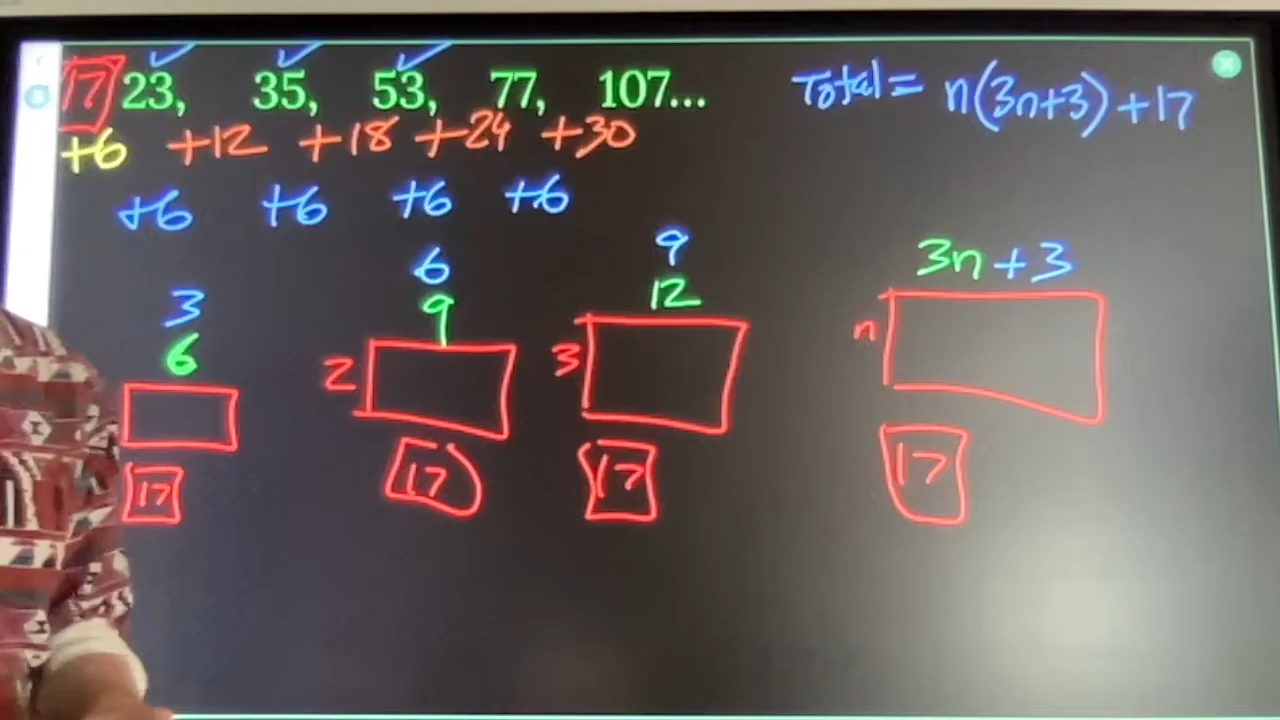 17 23, 35, 53, 77, 107... Total = n(3n+3) +17
+6 +12 +18 +24 +30
+6 +6 +6 +6
3 6 9 3n + 3
6 9 12
2 3 n
17 17 17 17